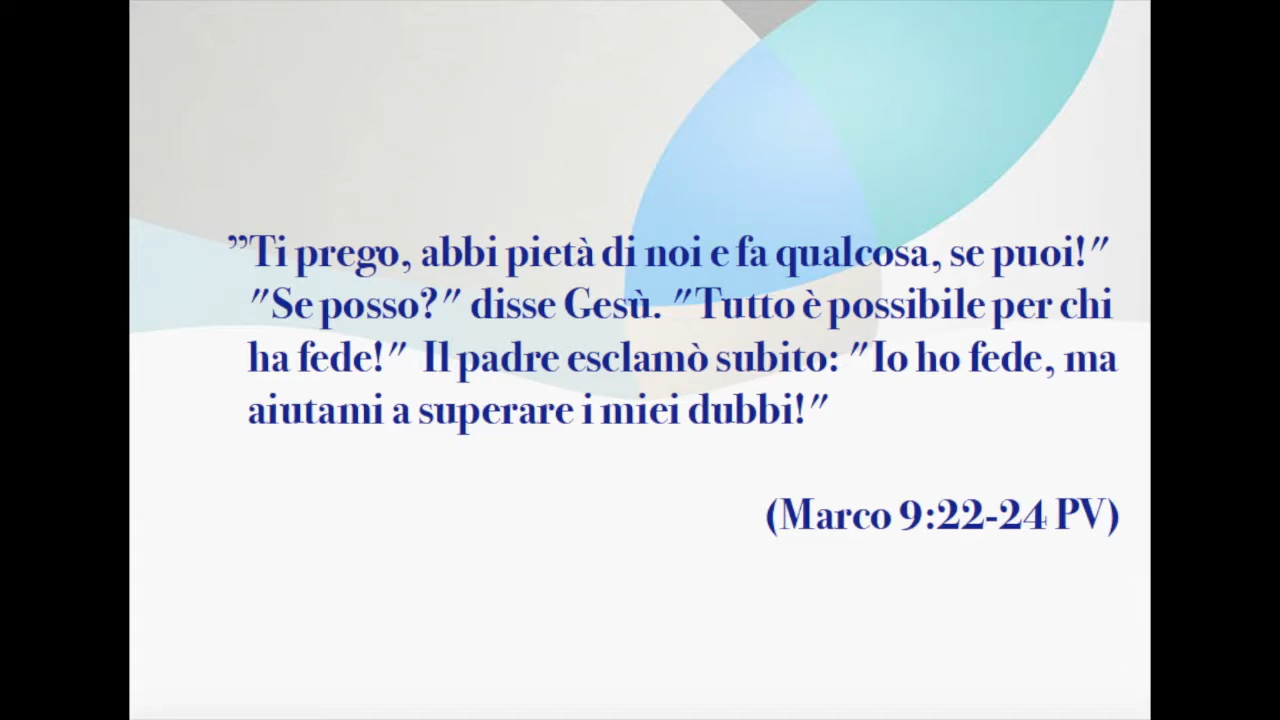 ”Ti prego, abbi pietà di noi e fa qualcosa, se puoi!"
"Se posso?" disse Gesù. "Tutto è possibile per chi
ha fede!" Il padre esclamò subito: "Io ho fede, ma
aiutami a superare i miei dubbi!"
(Marco 9:22-24 PV)